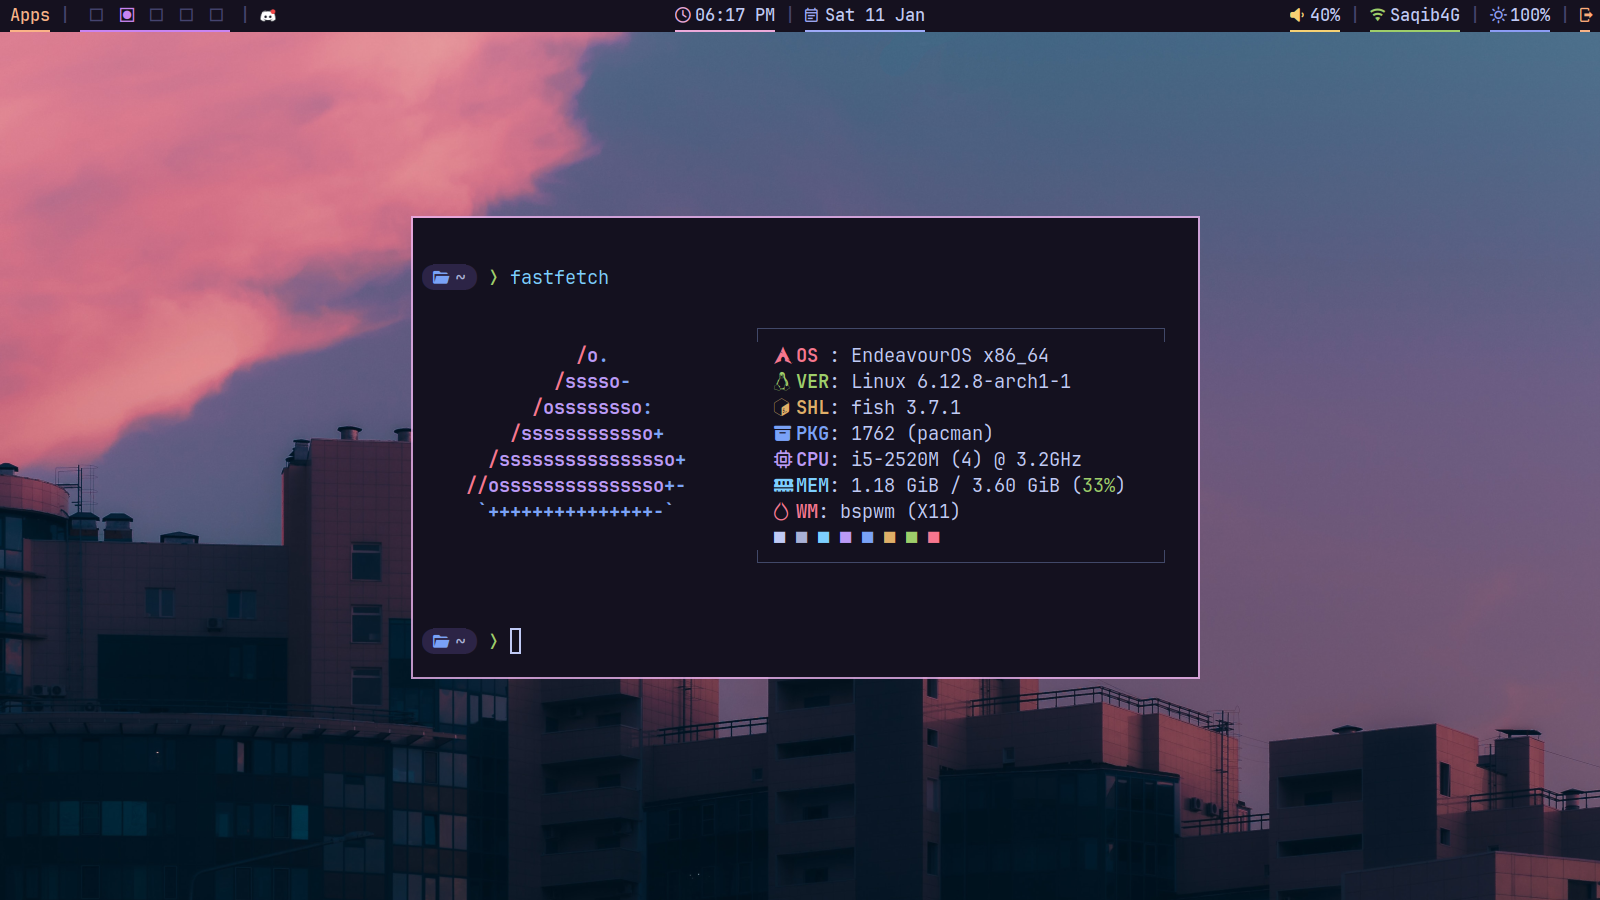 Apps
06:17 PM
Sat 11 Jan
40%
Saqib4G
100%
~ ❯ fastfetch
/o.
/sssso-
/ossssssso:
/ssssssssssso+
/ssssssssssssssso+
//osssssssssssssso+-
`+++++++++++++++-`
OS : EndeavourOS x86_64
VER: Linux 6.12.8-arch1-1
SHL: fish 3.7.1
PKG: 1762 (pacman)
CPU: i5-2520M (4) @ 3.2GHz
MEM: 1.18 GiB / 3.60 GiB (33%)
WM: bspwm (X11)
~ ❯